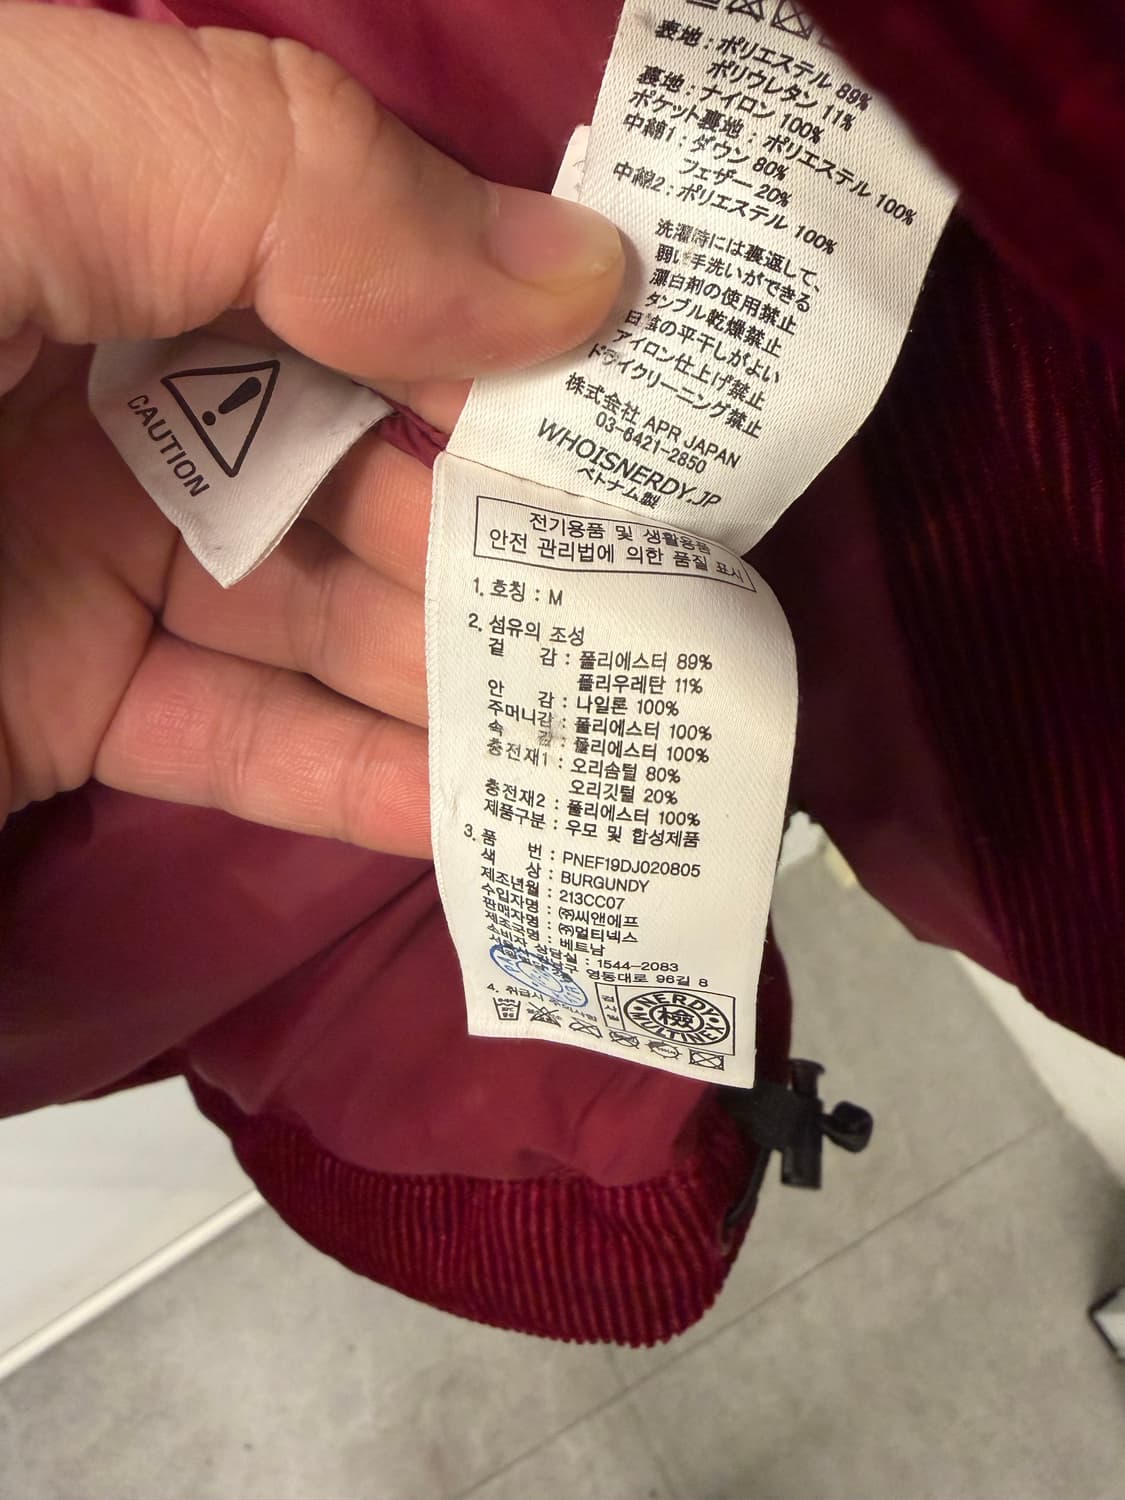 表地：ポリエステル 89%
ポリウレタン 11%
裏地：ナイロン 100%
ポケット裏地：ポリエステル 100%
中綿1：ダウン 80%
フェザー 20%
中綿2：ポリエステル 100%
洗濯時には裏返して、
弱い手洗いができる
漂白剤の使用禁止
タンブル乾燥禁止
日陰の平干しがよい
アイロン仕上げ禁止
ドライクリーニング禁止
株式会社 APR JAPAN
03-6421-2850
WHOISNERDY.JP
ベトナム製
CAUTION
전기용품 및 생활용품
안전 관리법에 의한 품질 표시
1. 호칭 : M
2. 섬유의 조성
겉 감 : 폴리에스터 89%
폴리우레탄 11%
안 감 : 나일론 100%
주머니감 : 폴리에스터 100%
속 감 : 폴리에스터 100%
충전재1 : 오리솜털 80%
오리깃털 20%
충전재2 : 폴리에스터 100%
제품구분 : 우모 및 합성제품
3. 품 번 : PNEF19DJ020805
색 상 : BURGUNDY
제조년월 : 213CC07
수입자명 : ㈜씨앤에프
판매자명 : ㈜멀티넥스
제조국명 : 베트남
소비자 상담실 : 1544-2083
영동대로 96길 8
4. 취급시
NERDY
檢
MULTINEX